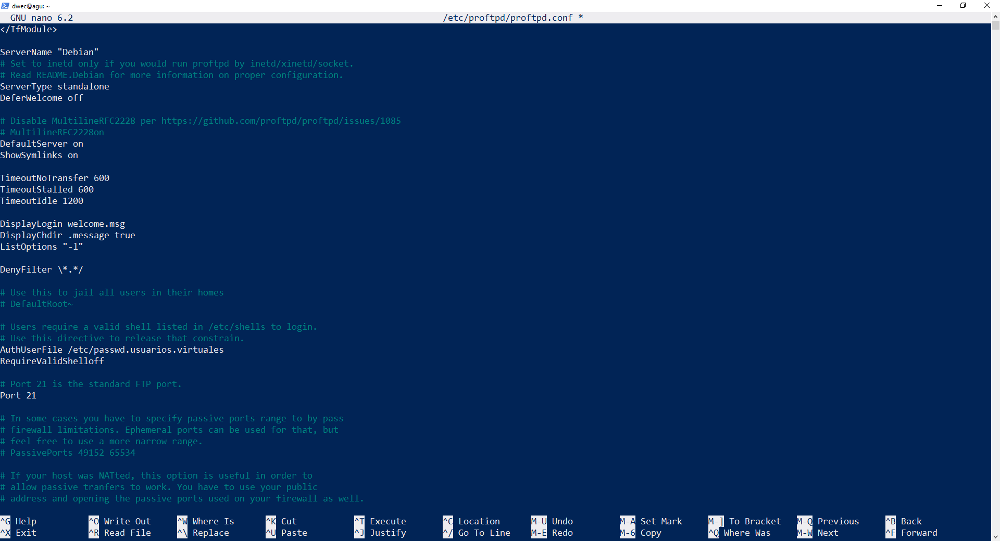 dwec@agu: ~
GNU nano 6.2 /etc/proftpd/proftpd.conf *
</IfModule>
ServerName "Debian"
# Set to inetd only if you would run proftpd by inetd/xinetd/socket.
# Read README.Debian for more information on proper configuration.
ServerType standalone
DeferWelcome off
# Disable MultilineRFC2228 per https://github.com/proftpd/proftpd/issues/1085
# MultilineRFC2228on
DefaultServer on
ShowSymlinks on
TimeoutNoTransfer 600
TimeoutStalled 600
TimeoutIdle 1200
DisplayLogin welcome.msg
DisplayChdir .message true
ListOptions "-l"
DenyFilter \*.*/
# Use this to jail all users in their homes
# DefaultRoot~
# Users require a valid shell listed in /etc/shells to login.
# Use this directive to release that constrain.
AuthUserFile /etc/passwd.usuarios.virtuales
RequireValidShelloff
# Port 21 is the standard FTP port.
Port 21
# In some cases you have to specify passive ports range to by-pass
# firewall limitations. Ephemeral ports can be used for that, but
# feel free to use a more narrow range.
# PassivePorts 49152 65534
# If your host was NATted, this option is useful in order to
# allow passive tranfers to work. You have to use your public
# address and opening the passive ports used on your firewall as well.
^G Help ^O Write Out ^W Where Is ^K Cut ^T Execute ^C Location M-U Undo M-A Set Mark M-] To Bracket M-Q Previous ^B Back
^X Exit ^R Read File ^\ Replace ^U Paste ^J Justify ^/ Go To Line M-E Redo M-6 Copy ^Q Where Was M-W Next ^F Forward